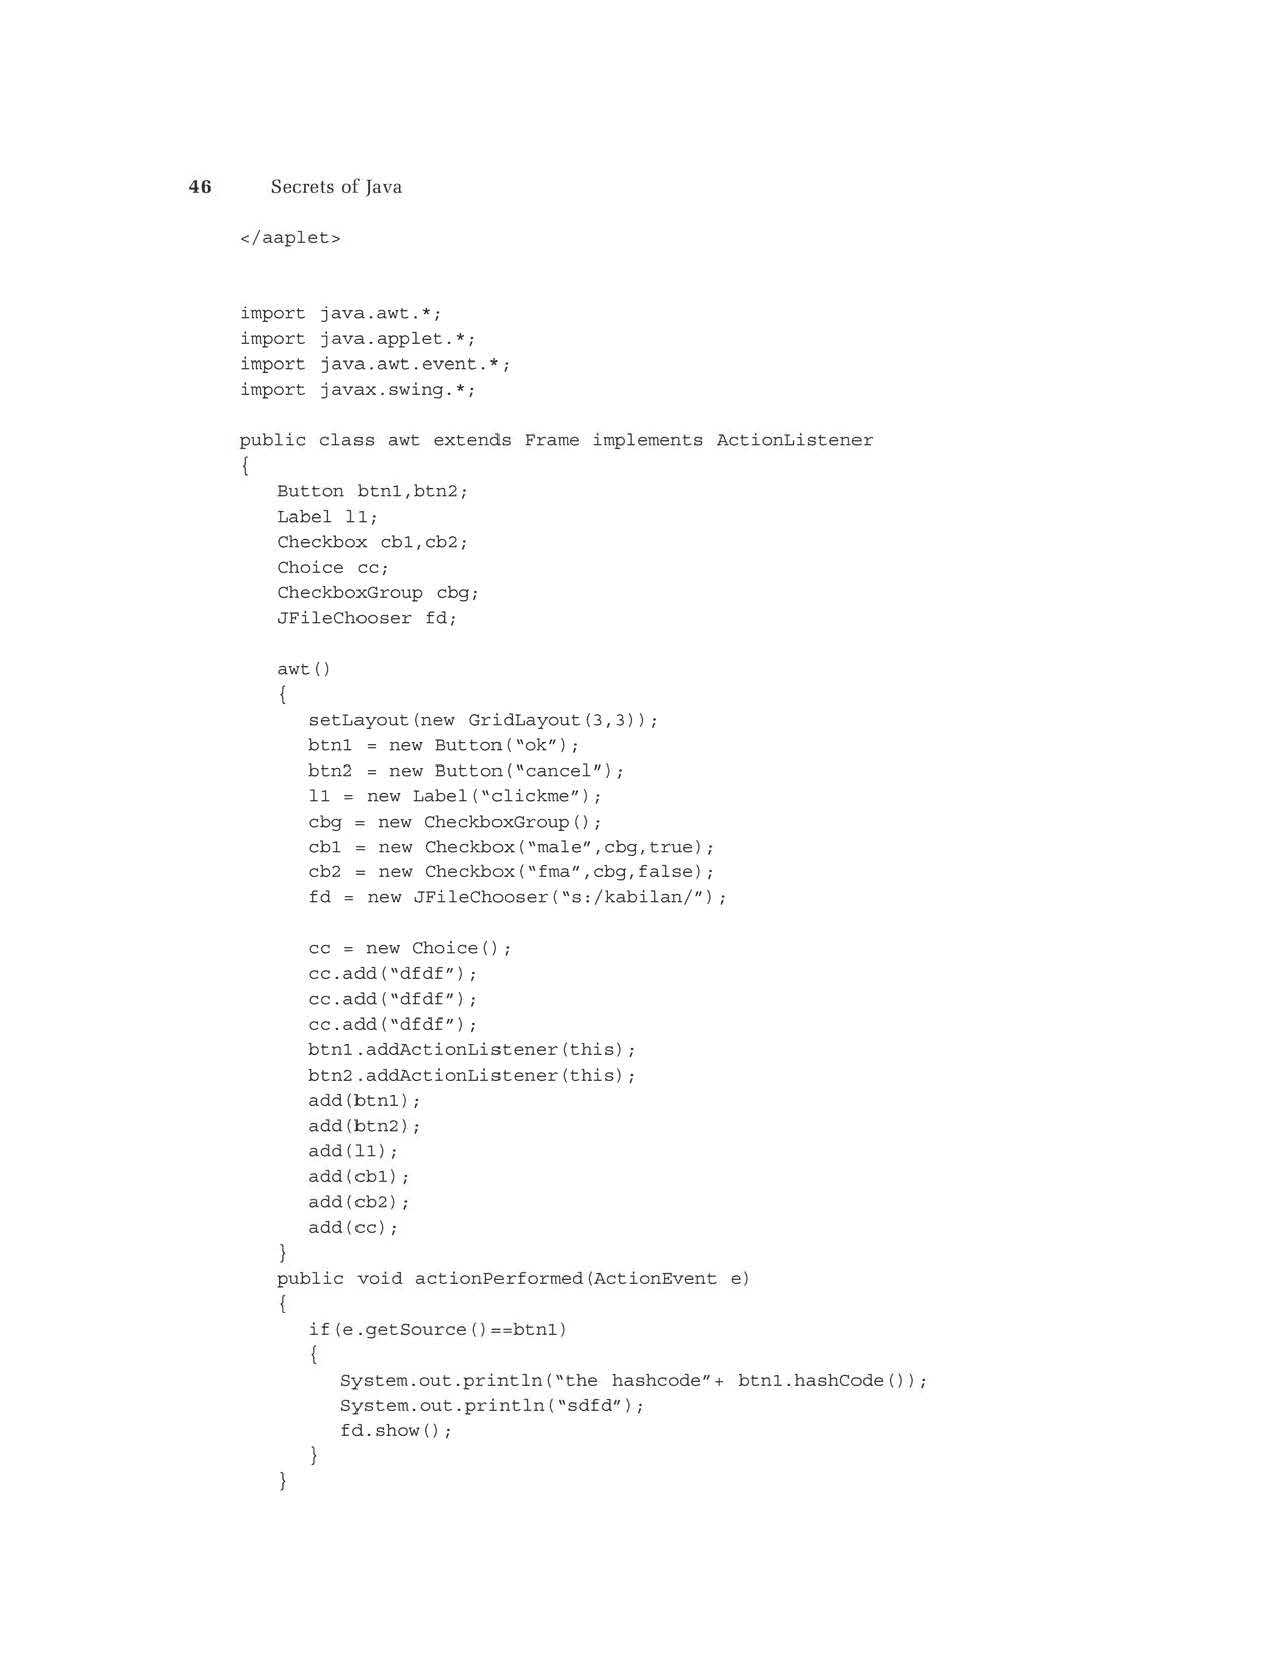 46 Secrets of Java
</aaplet>
import java.awt.*;
import java.applet.*;
import java.awt.event.*;
import javax.swing.*;
public class awt extends Frame implements ActionListener
{
Button btn1,btn2;
Label l1;
Checkbox cb1,cb2;
Choice cc;
CheckboxGroup cbg;
JFileChooser fd;
awt()
{
setLayout(new GridLayout(3,3));
btn1 = new Button(“ok”);
btn2 = new Button(“cancel”);
l1 = new Label(“clickme”);
cbg = new CheckboxGroup();
cb1 = new Checkbox(“male”,cbg,true);
cb2 = new Checkbox(“fma”,cbg,false);
fd = new JFileChooser(“s:/kabilan/”);
cc = new Choice();
cc.add(“dfdf”);
cc.add(“dfdf”);
cc.add(“dfdf”);
btn1.addActionListener(this);
btn2.addActionListener(this);
add(btn1);
add(btn2);
add(l1);
add(cb1);
add(cb2);
add(cc);
}
public void actionPerformed(ActionEvent e)
{
if(e.getSource()==btn1)
{
System.out.println(“the hashcode”+ btn1.hashCode());
System.out.println(“sdfd”);
fd.show();
}
}